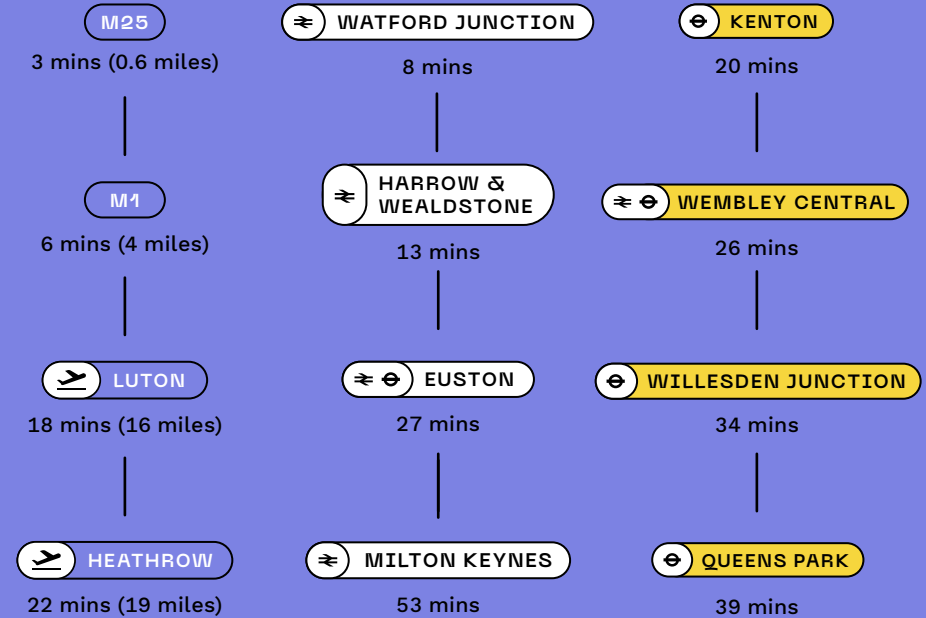 M25
3 mins (0.6 miles)
M1
6 mins (4 miles)
LUTON
18 mins (16 miles)
HEATHROW
22 mins (19 miles)
WATFORD JUNCTION
8 mins
HARROW &
WEALDSTONE
13 mins
EUSTON
27 mins
MILTON KEYNES
53 mins
KENTON
20 mins
WEMBLEY CENTRAL
26 mins
WILLESDEN JUNCTION
34 mins
QUEENS PARK
39 mins